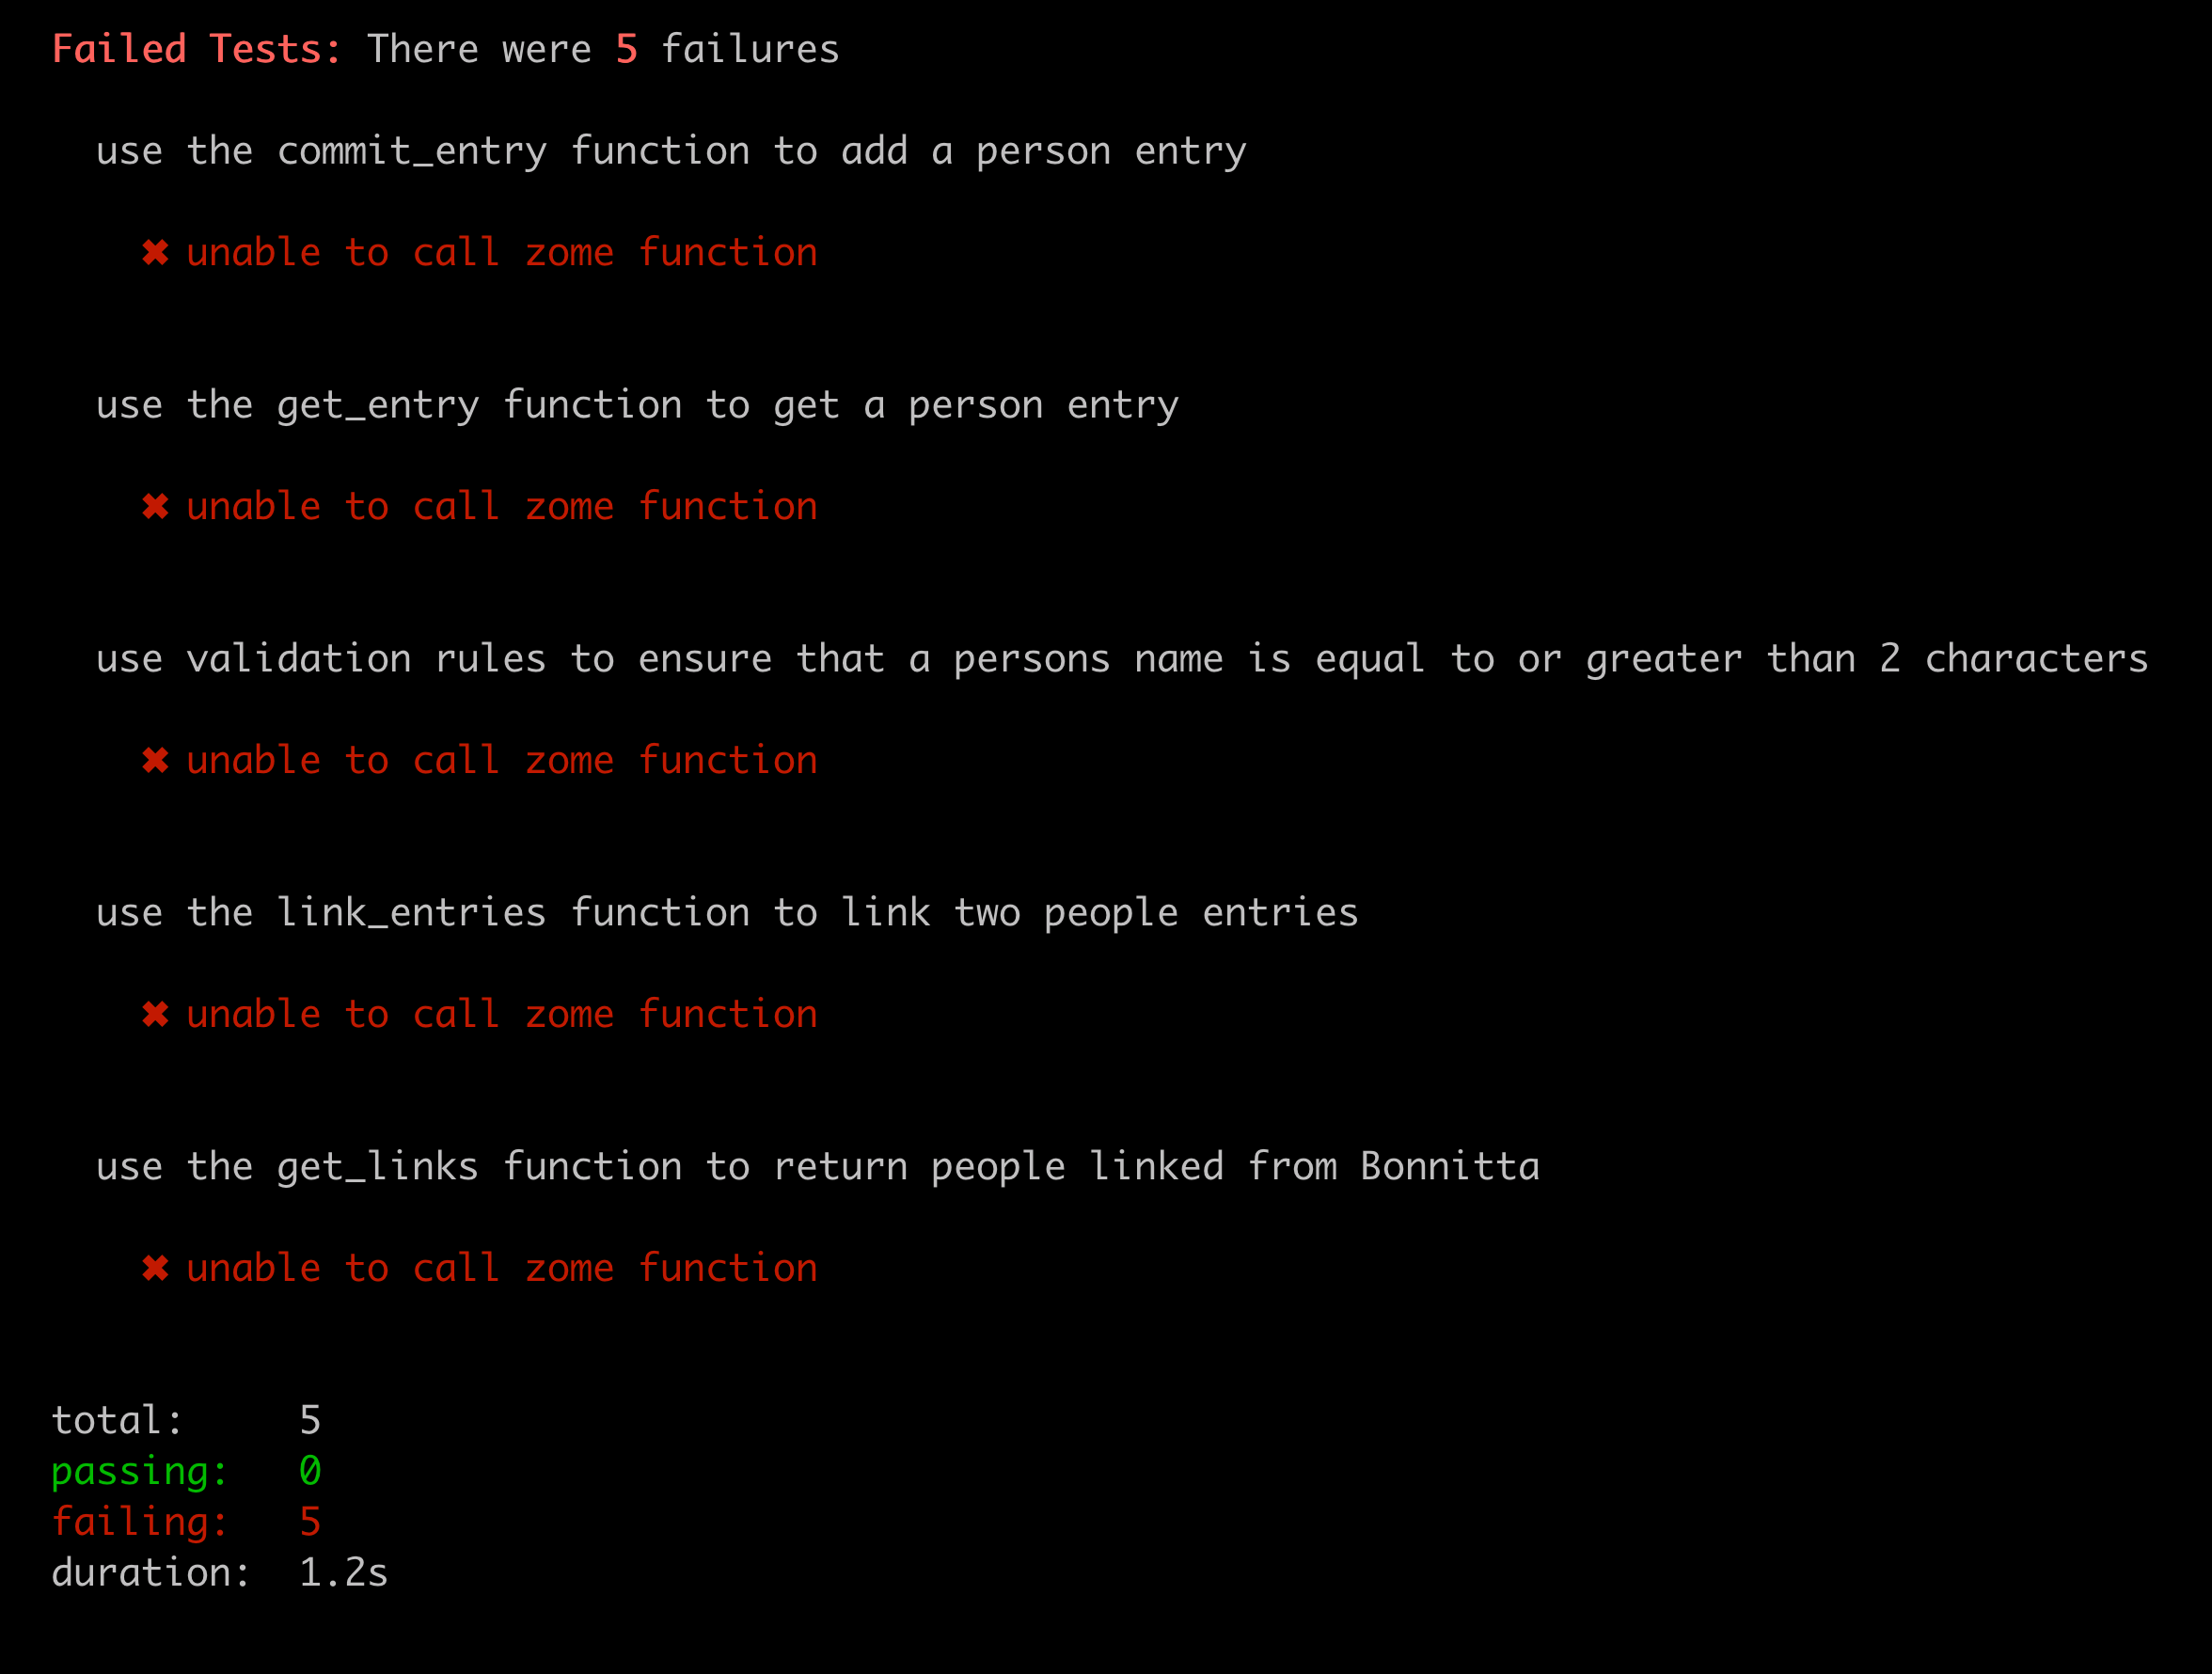 Failed Tests: There were 5 failures
use the commit_entry function to add a person entry
✖ unable to call zome function
use the get_entry function to get a person entry
✖ unable to call zome function
use validation rules to ensure that a persons name is equal to or greater than 2 characters
✖ unable to call zome function
use the link_entries function to link two people entries
✖ unable to call zome function
use the get_links function to return people linked from Bonnitta
✖ unable to call zome function
total: 5
passing: 0
failing: 5
duration: 1.2s